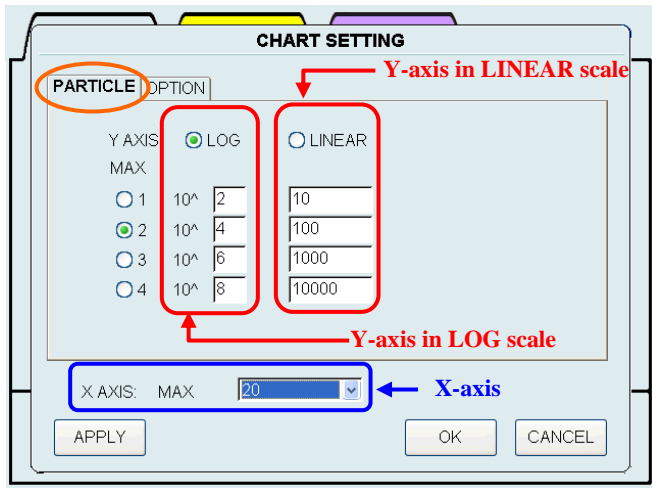 CHART SETTING
Y-axis in LINEAR scale
PARTICLE OPTION
Y AXIS LOG LINEAR
MAX
1 10^ 2 10
2 10^ 4 100
3 10^ 6 1000
4 10^ 8 10000
Y-axis in LOG scale
X AXIS: MAX 20 X-axis
APPLY OK CANCEL